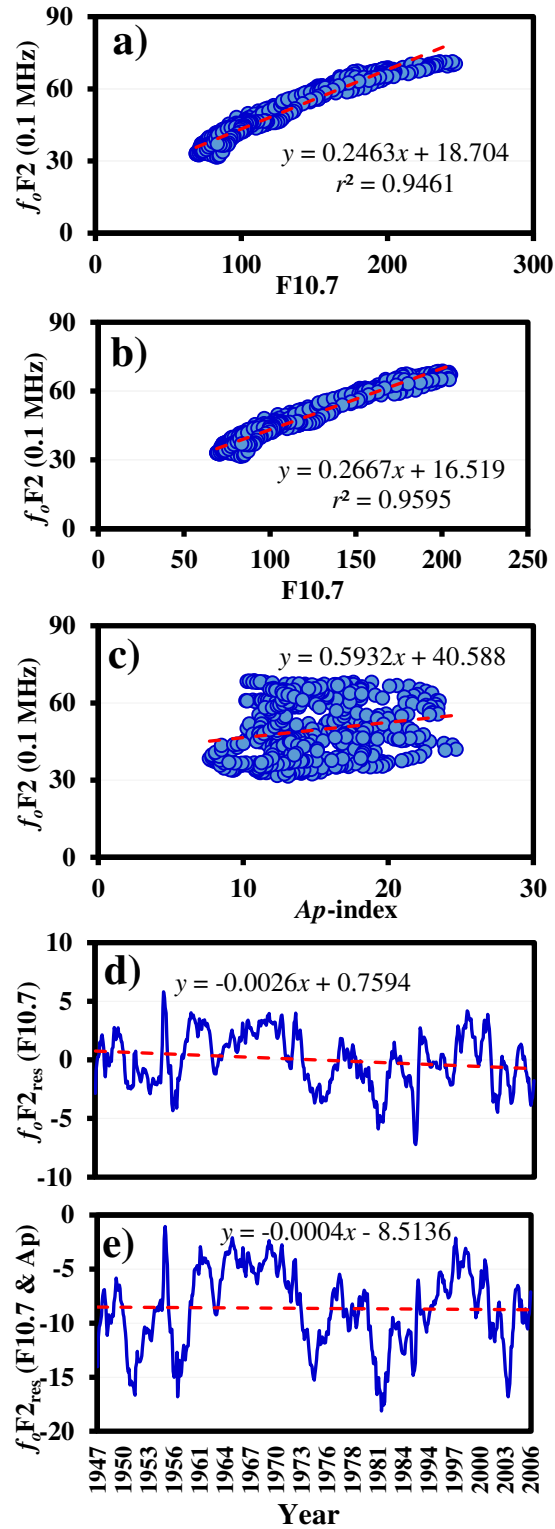 a)
90
60
30
0
y = 0.2463x + 18.704
r² = 0.9461
0 100 200 300
F10.7
fₒF2 (0.1 MHz)
b)
90
60
30
0
y = 0.2667x + 16.519
r² = 0.9595
0 50 100 150 200 250
F10.7
fₒF2 (0.1 MHz)
c)
90
60
30
0
y = 0.5932x + 40.588
0 10 20 30
Ap-index
fₒF2 (0.1 MHz)
d)
10
5
0
-5
-10
y = -0.0026x + 0.7594
fₒF2res (F10.7)
e)
0
-5
-10
-15
-20
y = -0.0004x - 8.5136
fₒF2res (F10.7 & Ap)
1947 1950 1953 1956 1961 1964 1967 1970 1973 1976 1978 1981 1984 1994 1997 2000 2003 2006
Year